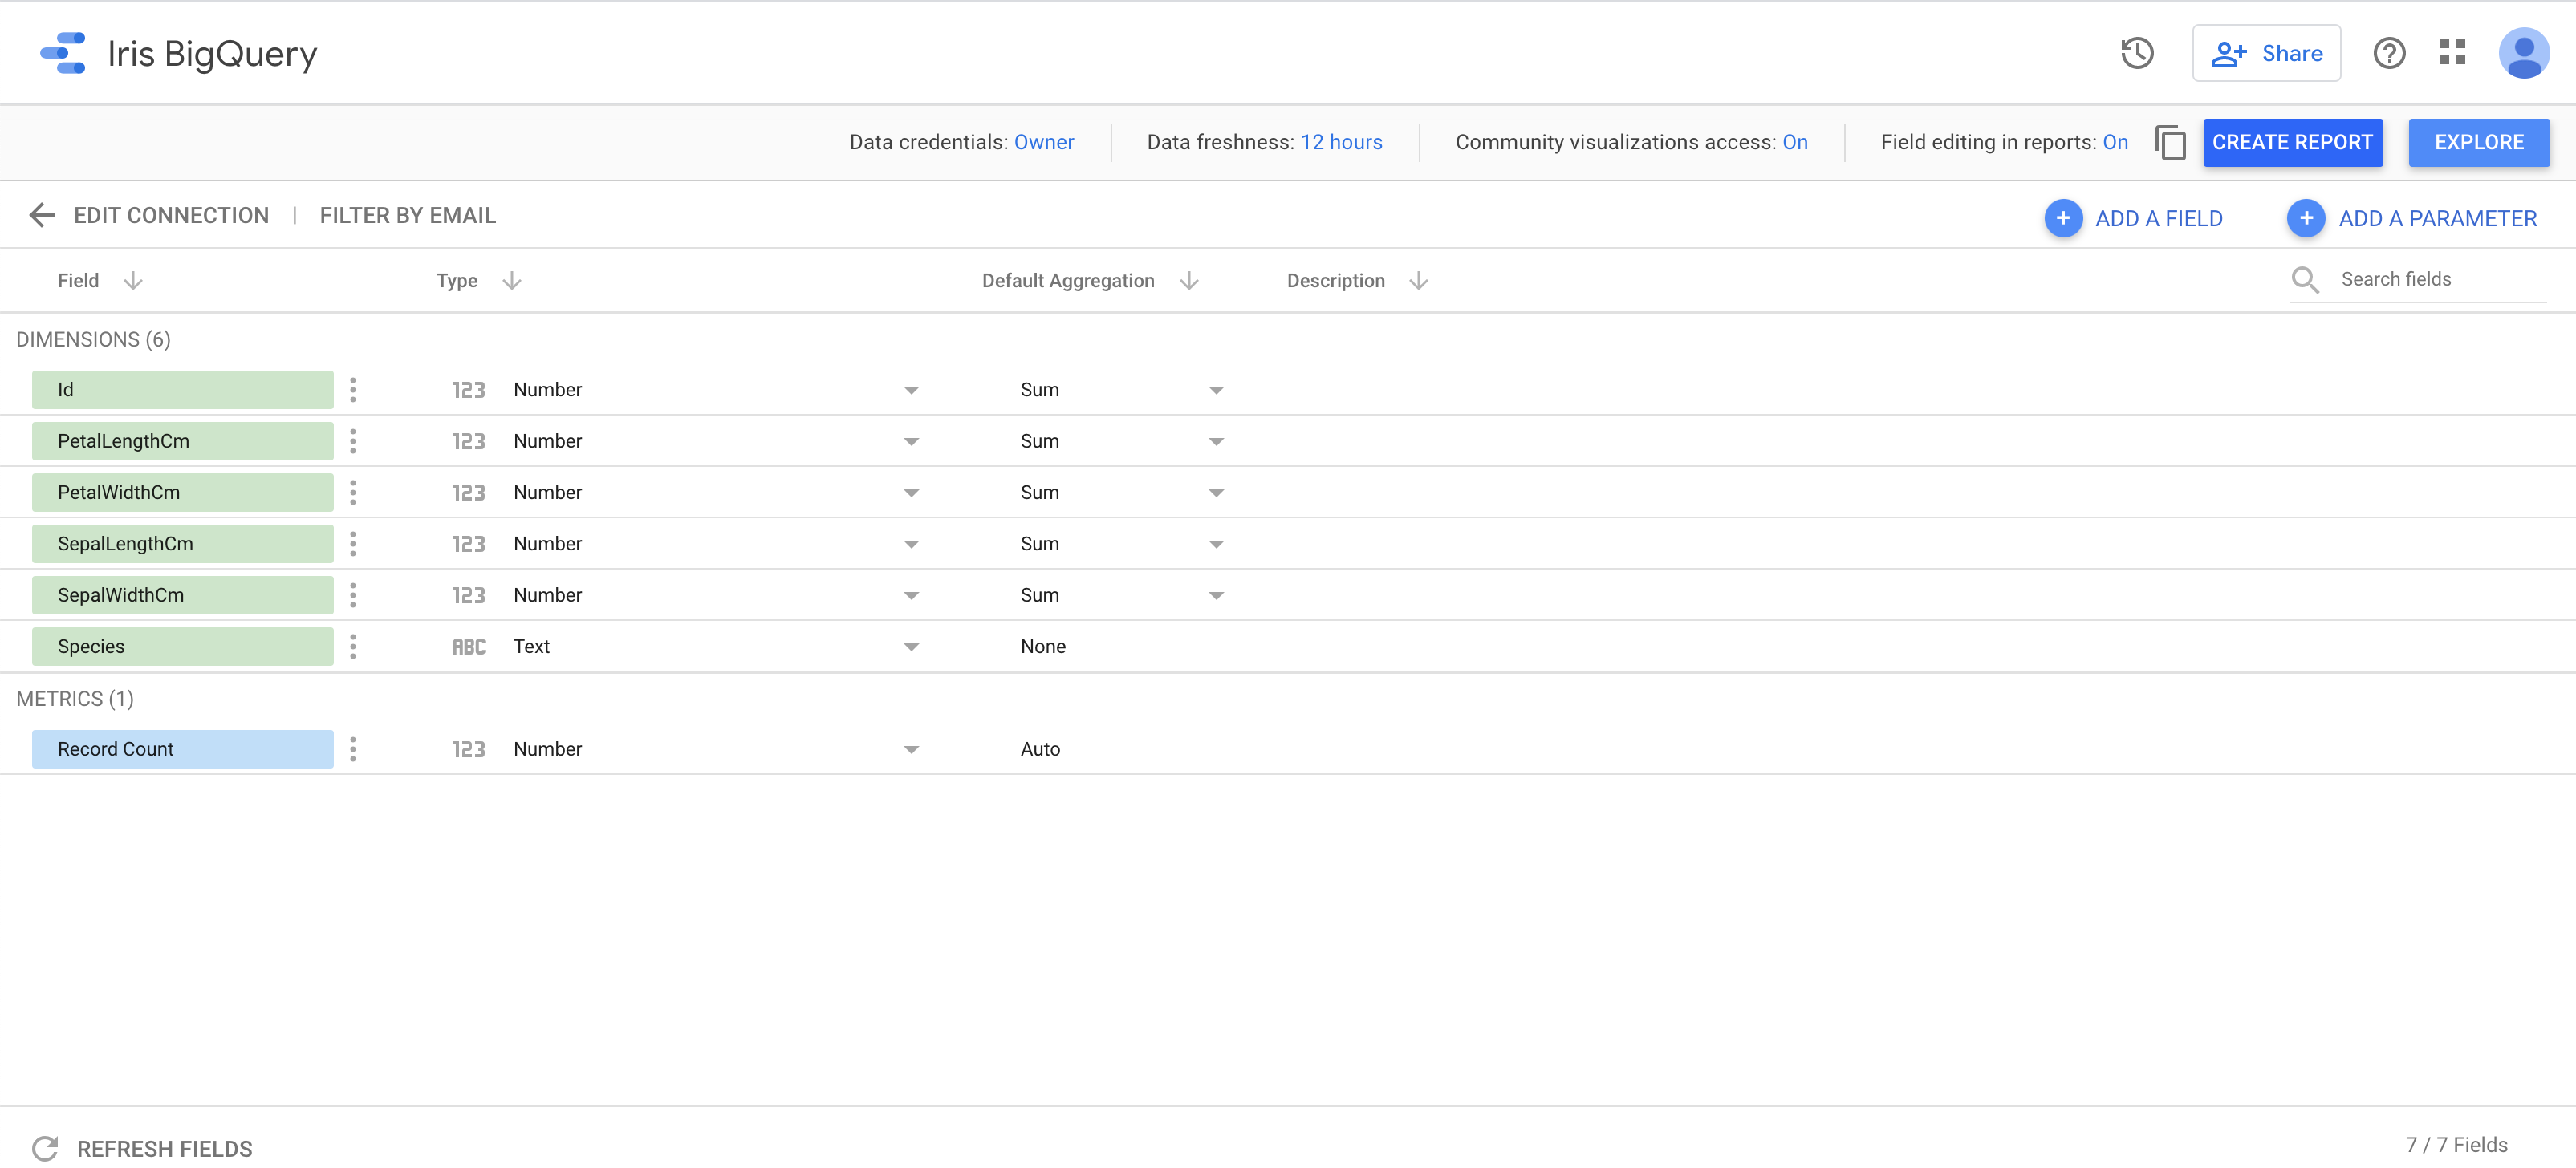 Iris BigQuery
Share
Data credentials: Owner
Data freshness: 12 hours
Community visualizations access: On
Field editing in reports: On
CREATE REPORT
EXPLORE
EDIT CONNECTION | FILTER BY EMAIL
+ ADD A FIELD
+ ADD A PARAMETER
Field Type Default Aggregation Description Search fields
DIMENSIONS (6)
Id 123 Number Sum
PetalLengthCm 123 Number Sum
PetalWidthCm 123 Number Sum
SepalLengthCm 123 Number Sum
SepalWidthCm 123 Number Sum
Species ABC Text None
METRICS (1)
Record Count 123 Number Auto
REFRESH FIELDS
7 / 7 Fields